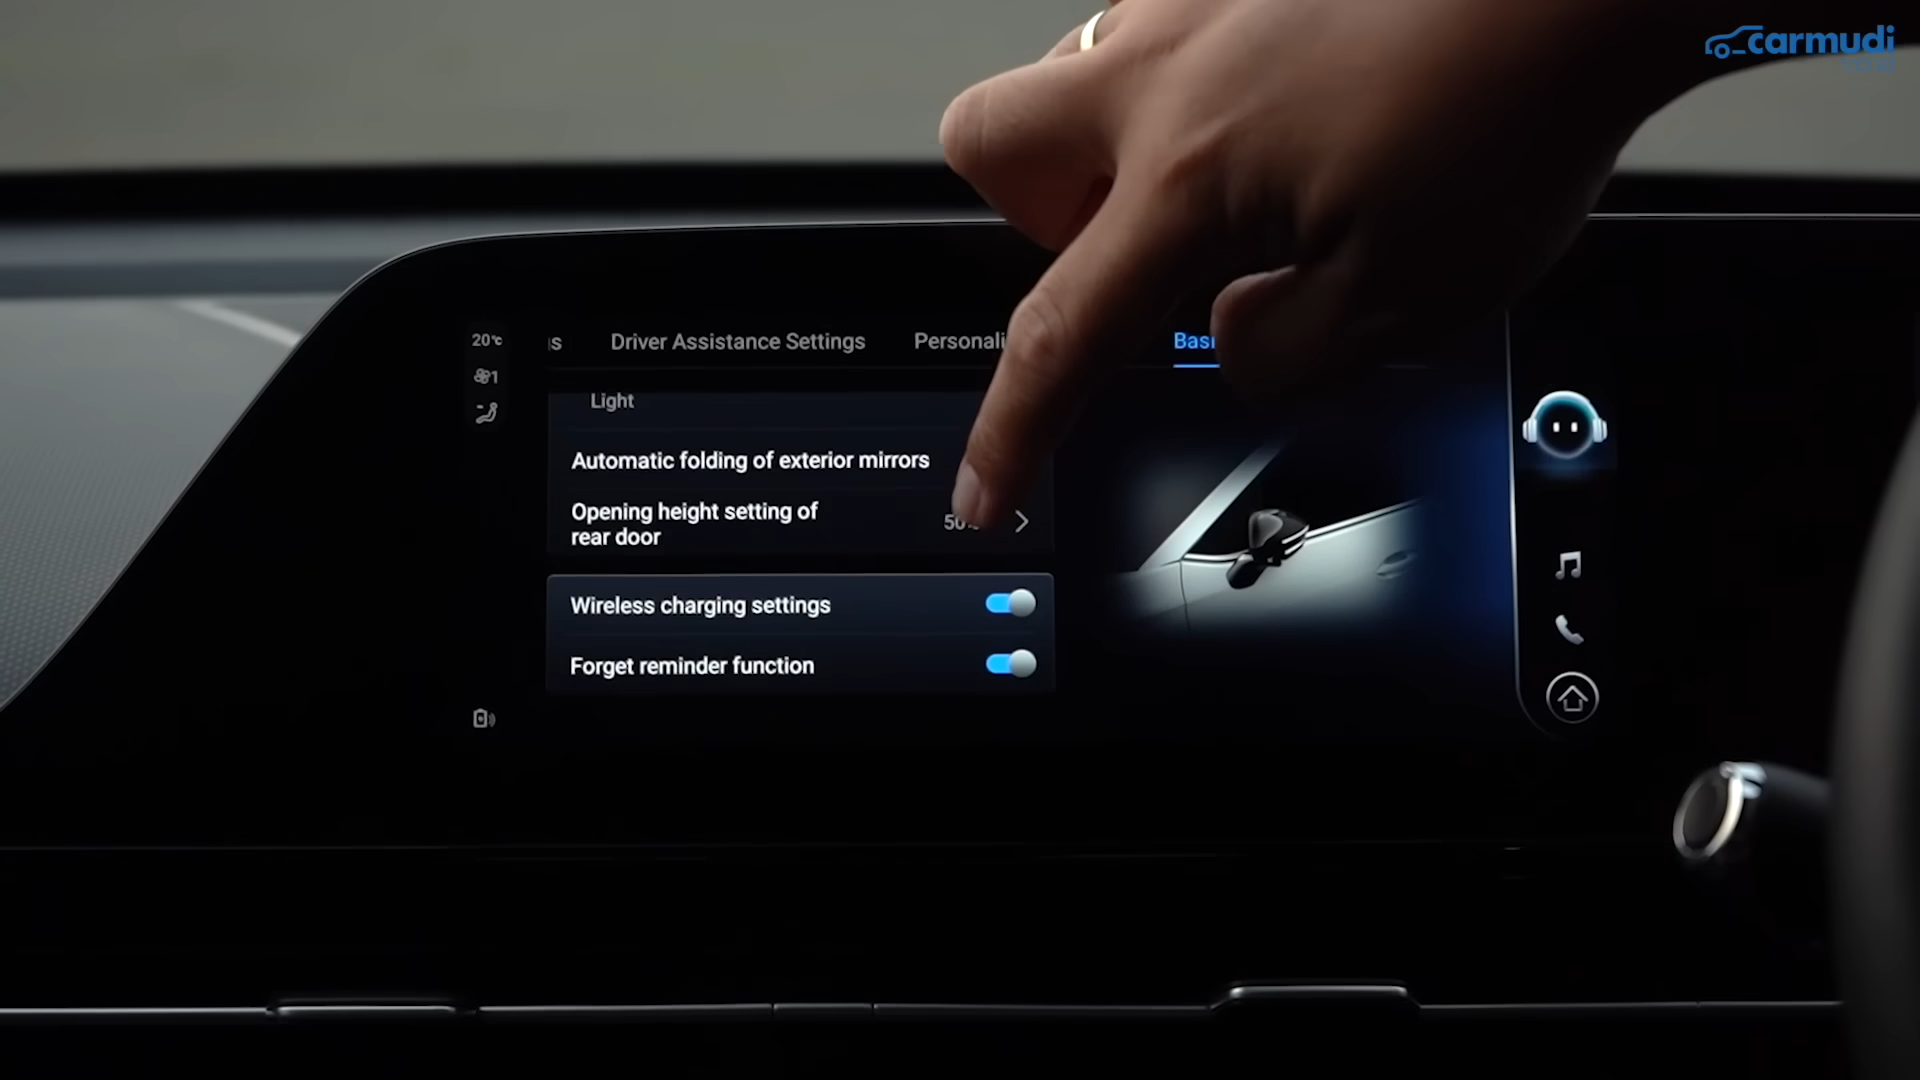 carmudi
20℃
Driver Assistance Settings
1
Light
Automatic folding of exterior mirrors
Opening height setting of
rear door
Wireless charging settings
Forget reminder function